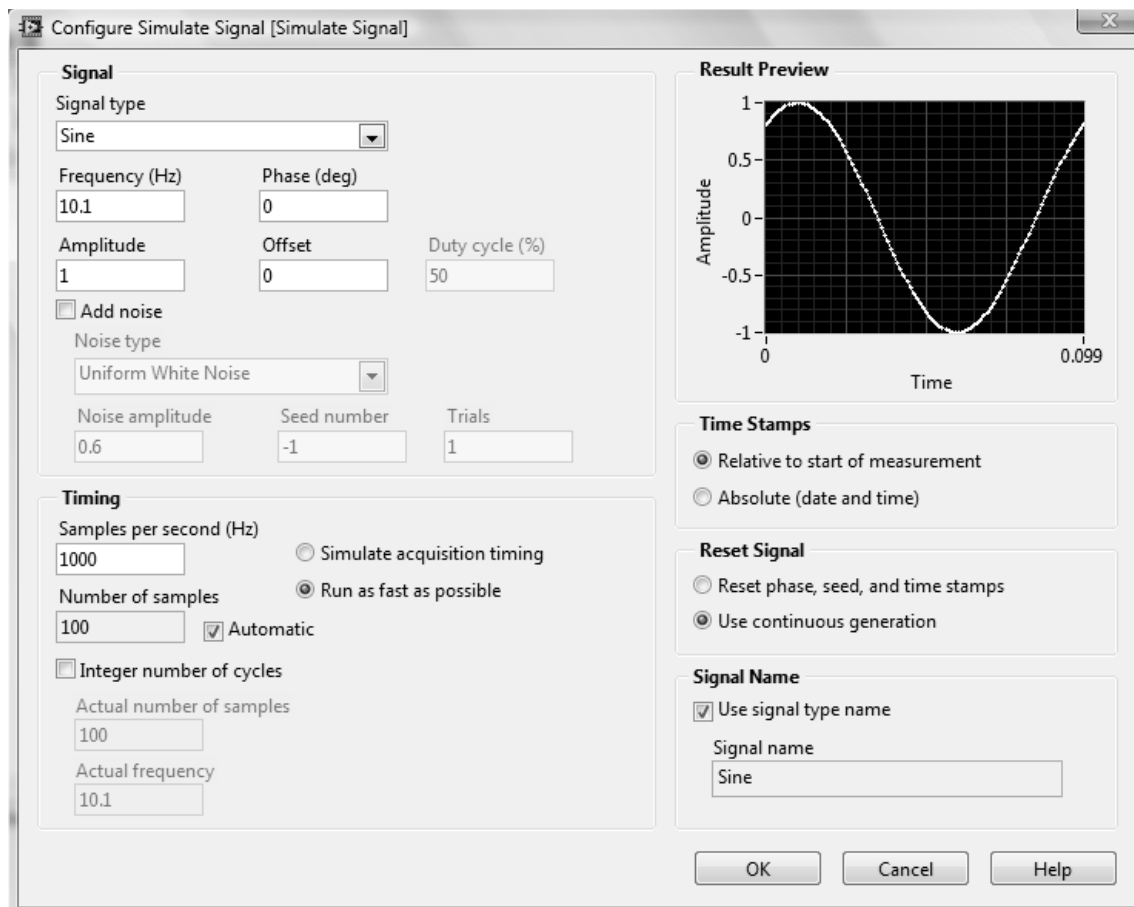 Configure Simulate Signal [Simulate Signal]
Signal
Signal type
Sine
Frequency (Hz) Phase (deg)
10.1 0
Amplitude Offset Duty cycle (%)
1 0 50
Add noise
Noise type
Uniform White Noise
Noise amplitude Seed number Trials
0.6 -1 1
Timing
Samples per second (Hz)
1000
Simulate acquisition timing
Run as fast as possible
Number of samples
100 Automatic
Integer number of cycles
Actual number of samples
100
Actual frequency
10.1
Result Preview
Amplitude
1
0.5
0
-0.5
-1
0 0.099
Time
Time Stamps
Relative to start of measurement
Absolute (date and time)
Reset Signal
Reset phase, seed, and time stamps
Use continuous generation
Signal Name
Use signal type name
Signal name
Sine
OK Cancel Help